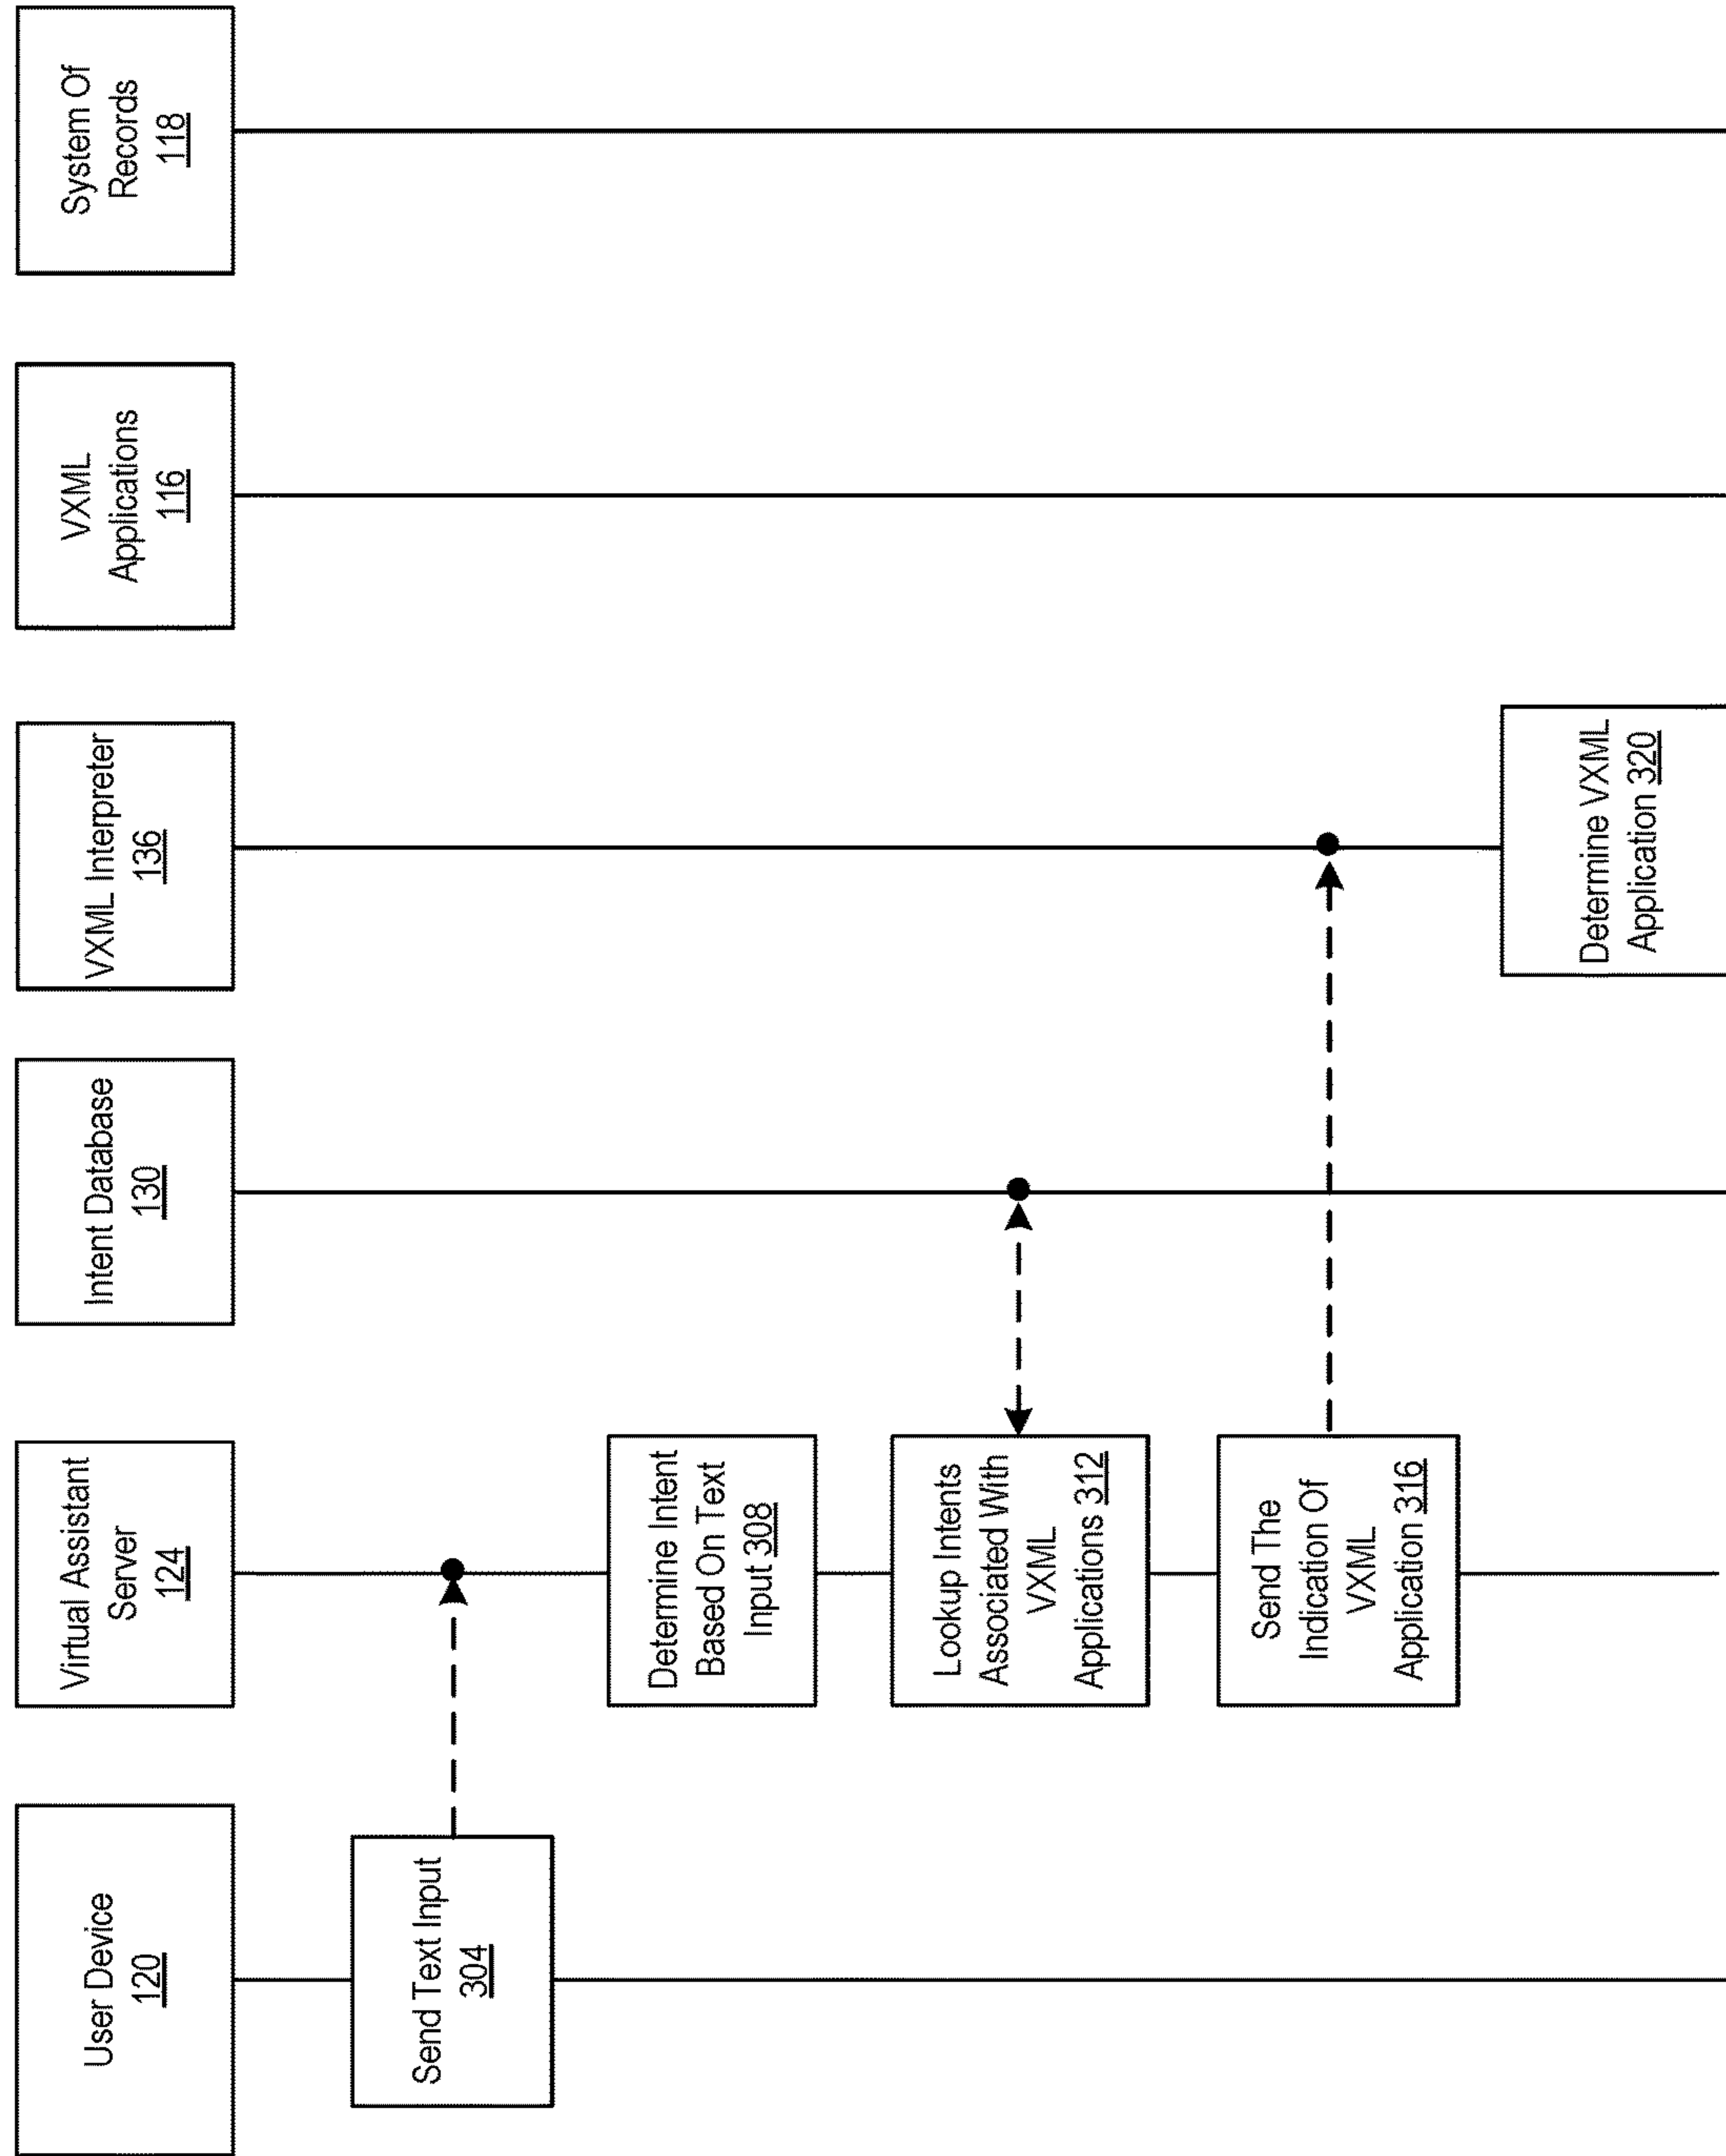 User Device
120
Virtual Assistant
Server
124
Intent Database
130
VXML Interpreter
136
VXML
Applications
116
System Of
Records
118
Send Text Input
304
Determine Intent
Based On Text
Input 308
Lookup Intents
Associated With
VXML
Applications 312
Send The
Indication Of
VXML
Application 316
Determine VXML
Application 320